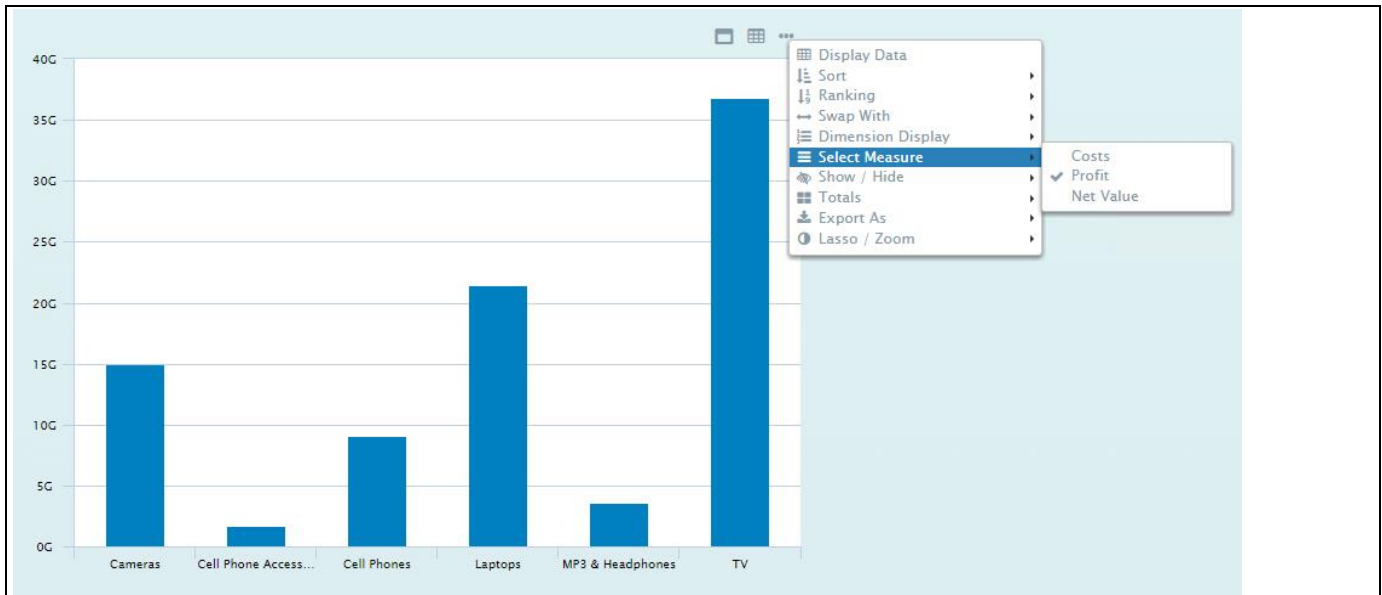 40G
35G
30G
25G
20G
15G
10G
5G
0G
Cameras
Cell Phone Access...
Cell Phones
Laptops
MP3 & Headphones
TV
Display Data
Sort
Ranking
Swap With
Dimension Display
Select Measure
Show / Hide
Totals
Export As
Lasso / Zoom
Costs
Profit
Net Value